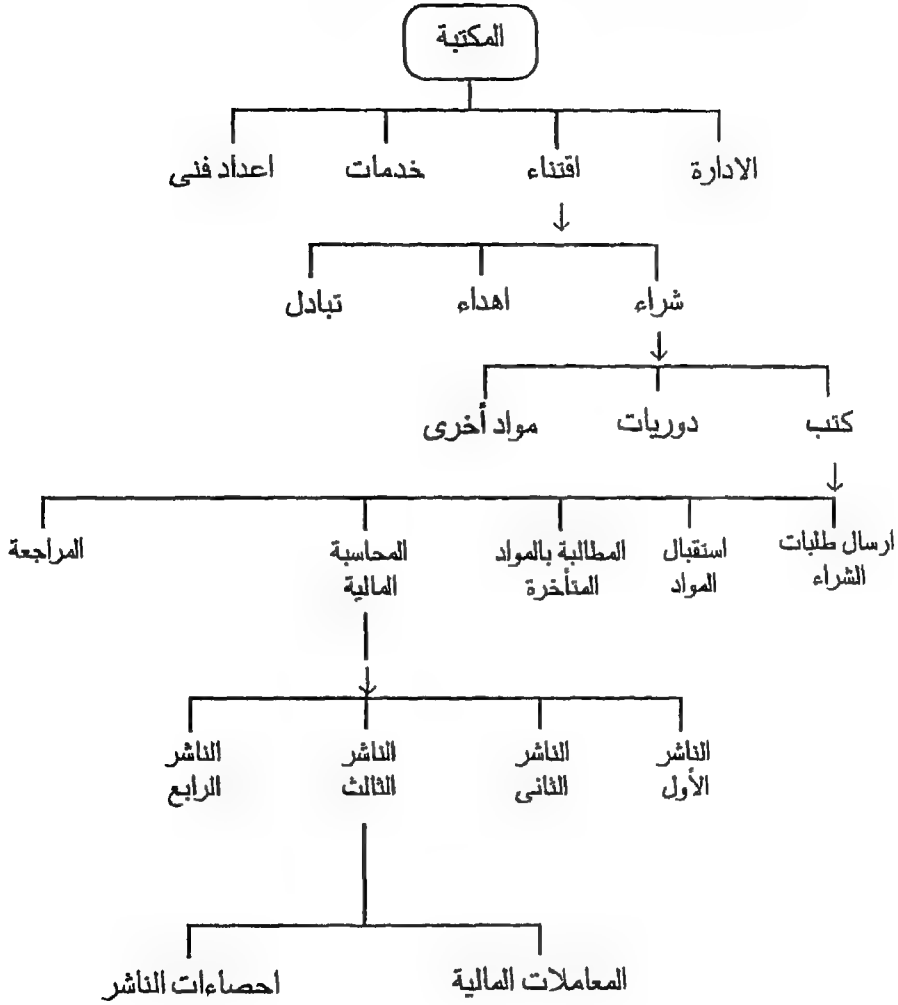 المكتبة
الادارة
اقتناء
خدمات
اعداد فنى
شراء
اهداء
تبادل
كتب
دوريات
مواد أخرى
ارسال طلبات
الشراء
استقبال
المواد
المطالبة بالمواد
المتأخرة
المحاسبة
المالية
المراجعة
الناشر
الأول
الناشر
الثانى
الناشر
الثالث
الناشر
الرابع
المعاملات المالية
احصاءات الناشر